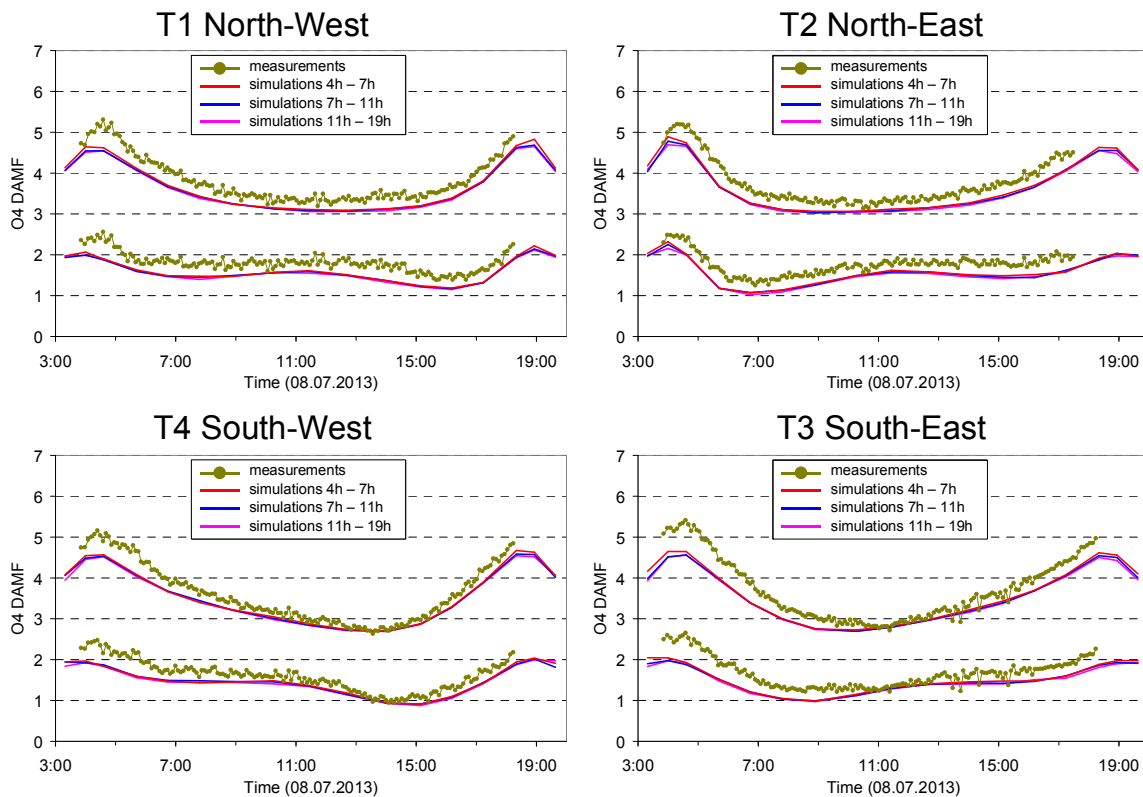 T1 North-West
7
6
5
4
3
2
1
0
O4 DAMF
measurements
simulations 4h – 7h
simulations 7h – 11h
simulations 11h – 19h
3:00 7:00 11:00 15:00 19:00
Time (08.07.2013)
T2 North-East
7
6
5
4
3
2
1
0
O4 DAMF
measurements
simulations 4h – 7h
simulations 7h – 11h
simulations 11h – 19h
3:00 7:00 11:00 15:00 19:00
Time (08.07.2013)
T4 South-West
7
6
5
4
3
2
1
0
O4 DAMF
measurements
simulations 4h – 7h
simulations 7h – 11h
simulations 11h – 19h
3:00 7:00 11:00 15:00 19:00
Time (08.07.2013)
T3 South-East
7
6
5
4
3
2
1
0
O4 DAMF
measurements
simulations 4h – 7h
simulations 7h – 11h
simulations 11h – 19h
3:00 7:00 11:00 15:00 19:00
Time (08.07.2013)